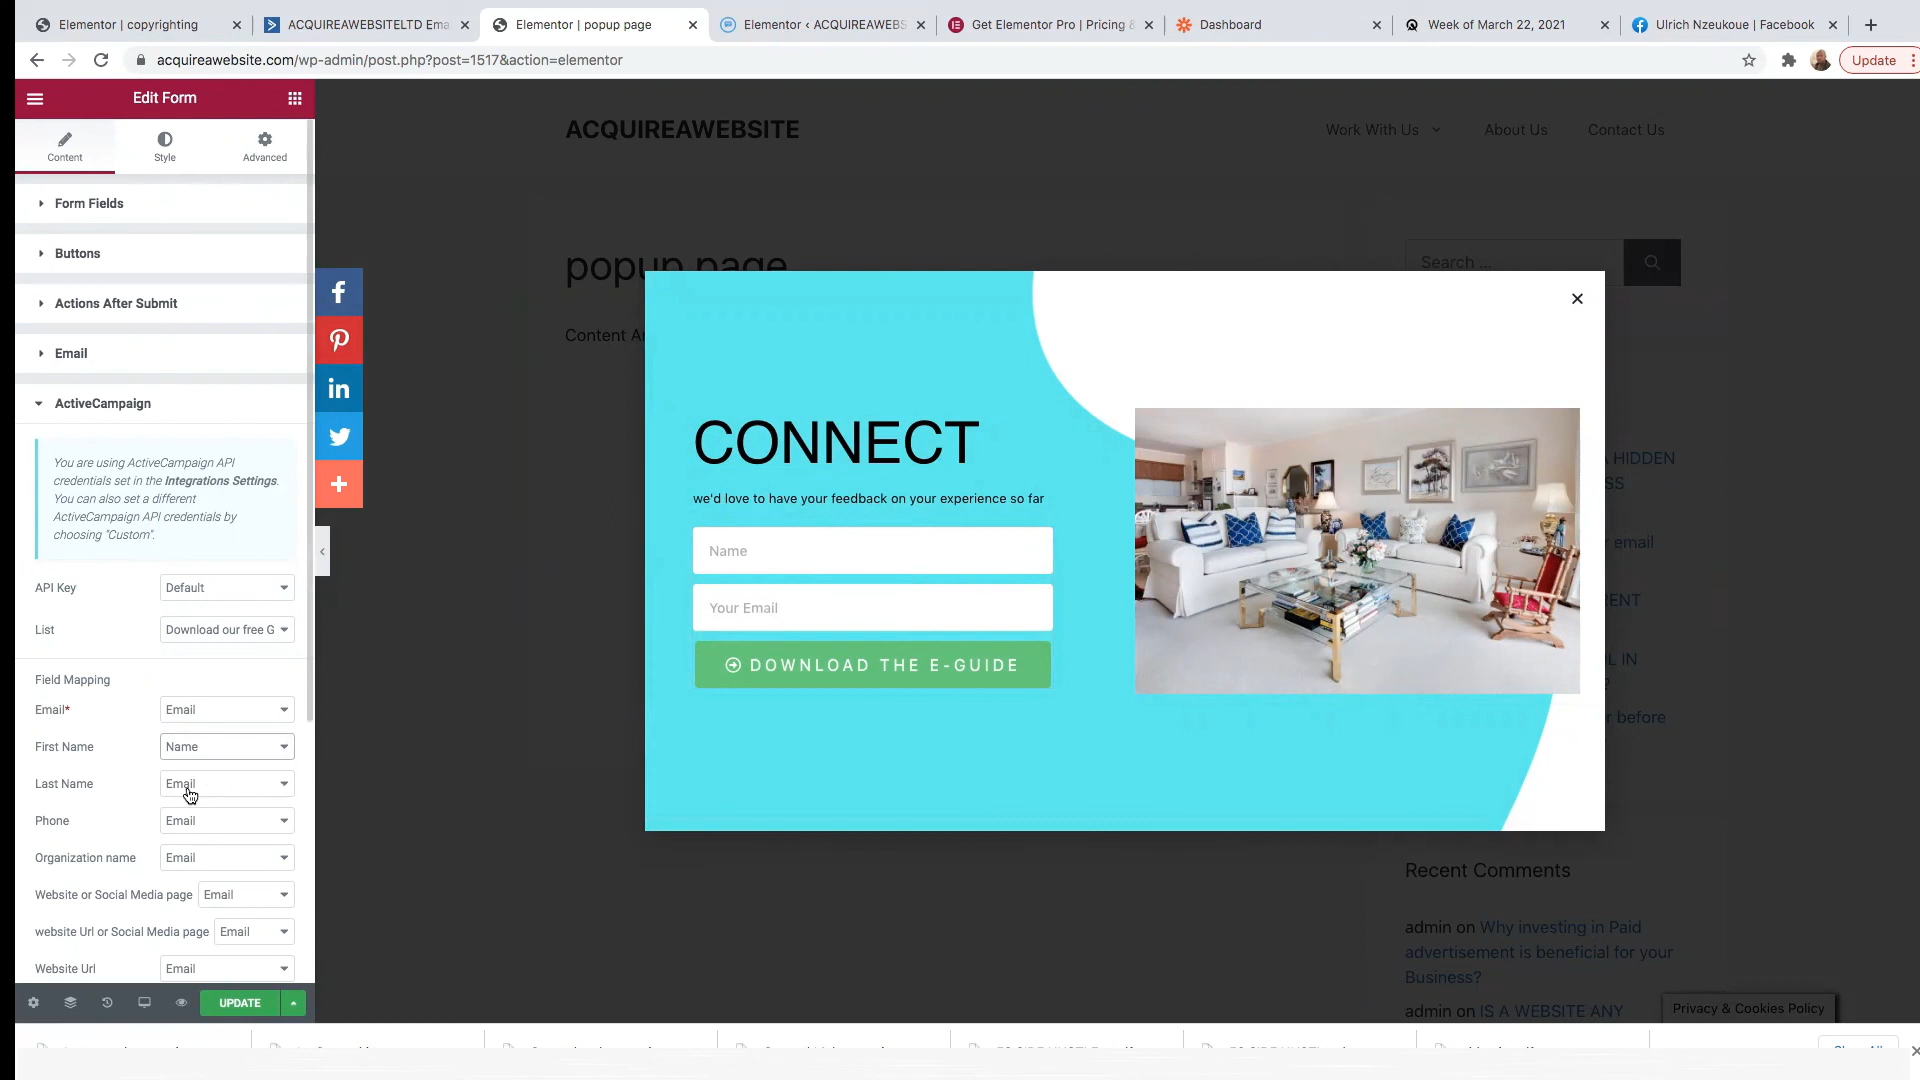 Elementor | copyrighting
ACQUIREAWEBSITELTD Ema
Elementor | popup page
Elementor ‹ ACQUIREAWEBS
Get Elementor Pro | Pricing &
Dashboard
Week of March 22, 2021
Ulrich Nzeukoue | Facebook
acquireawebsite.com/wp-admin/post.php?post=1517&action=elementor
Update
Edit Form
Content
Style
Advanced
Form Fields
Buttons
Actions After Submit
Email
ActiveCampaign
You are using ActiveCampaign API
credentials set in the Integrations Settings.
You can also set a different
ActiveCampaign API credentials by
choosing "Custom".
API Key
Default
List
Download our free G
Field Mapping
Email*
Email
First Name
Name
Last Name
Email
Phone
Email
Organization name
Email
Website or Social Media page
Email
website Url or Social Media page
Email
Website Url
Email
UPDATE
ACQUIREAWEBSITE
Work With Us
About Us
Contact Us
popup page
Content
Search ...
CONNECT
we'd love to have your feedback on your experience so far
Name
Your Email
DOWNLOAD THE E-GUIDE
HIDDEN
email
IN
before
Recent Comments
admin on Why investing in Paid
advertisement is beneficial for your
Business?
admin on IS A WEBSITE ANY
Privacy & Cookies Policy